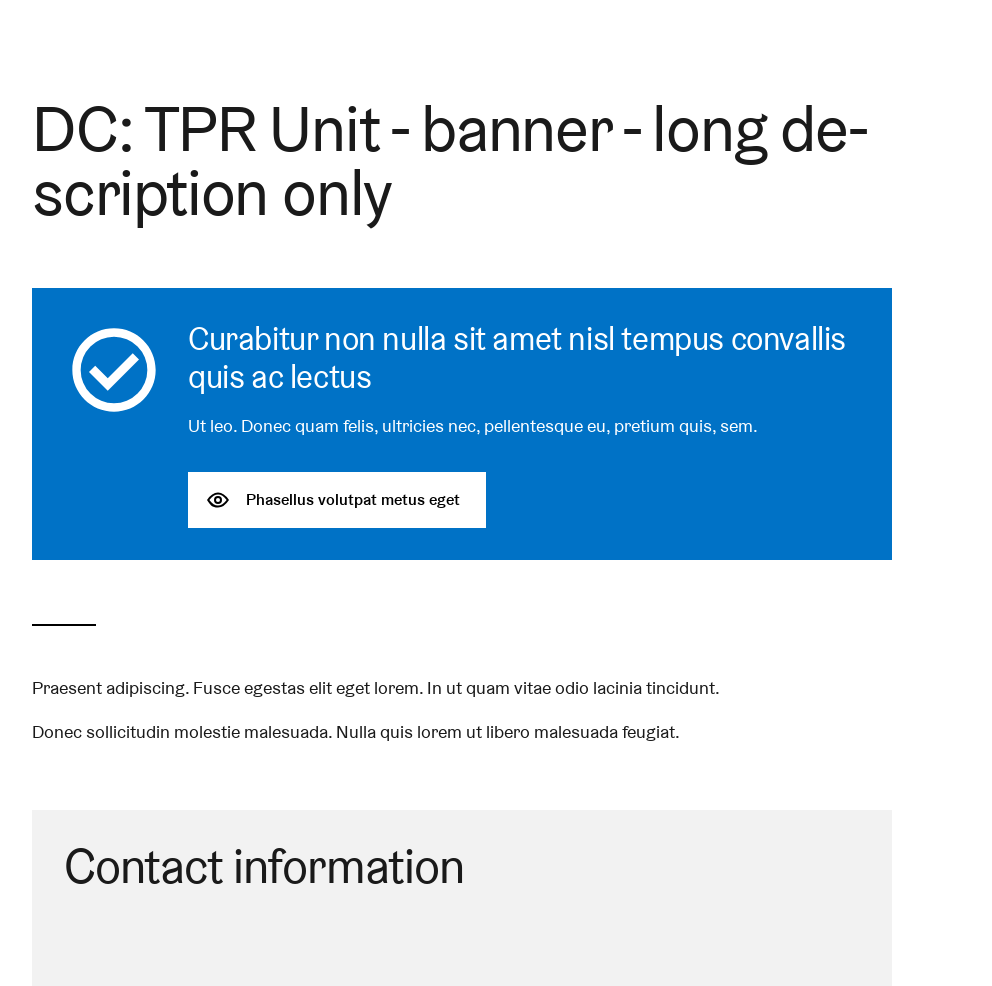 DC: TPR Unit - banner - long de-
scription only
Curabitur non nulla sit amet nisl tempus convallis
quis ac lectus
Ut leo. Donec quam felis, ultricies nec, pellentesque eu, pretium quis, sem.
Phasellus volutpat metus eget
Praesent adipiscing. Fusce egestas elit eget lorem. In ut quam vitae odio lacinia tincidunt.
Donec sollicitudin molestie malesuada. Nulla quis lorem ut libero malesuada feugiat.
Contact information